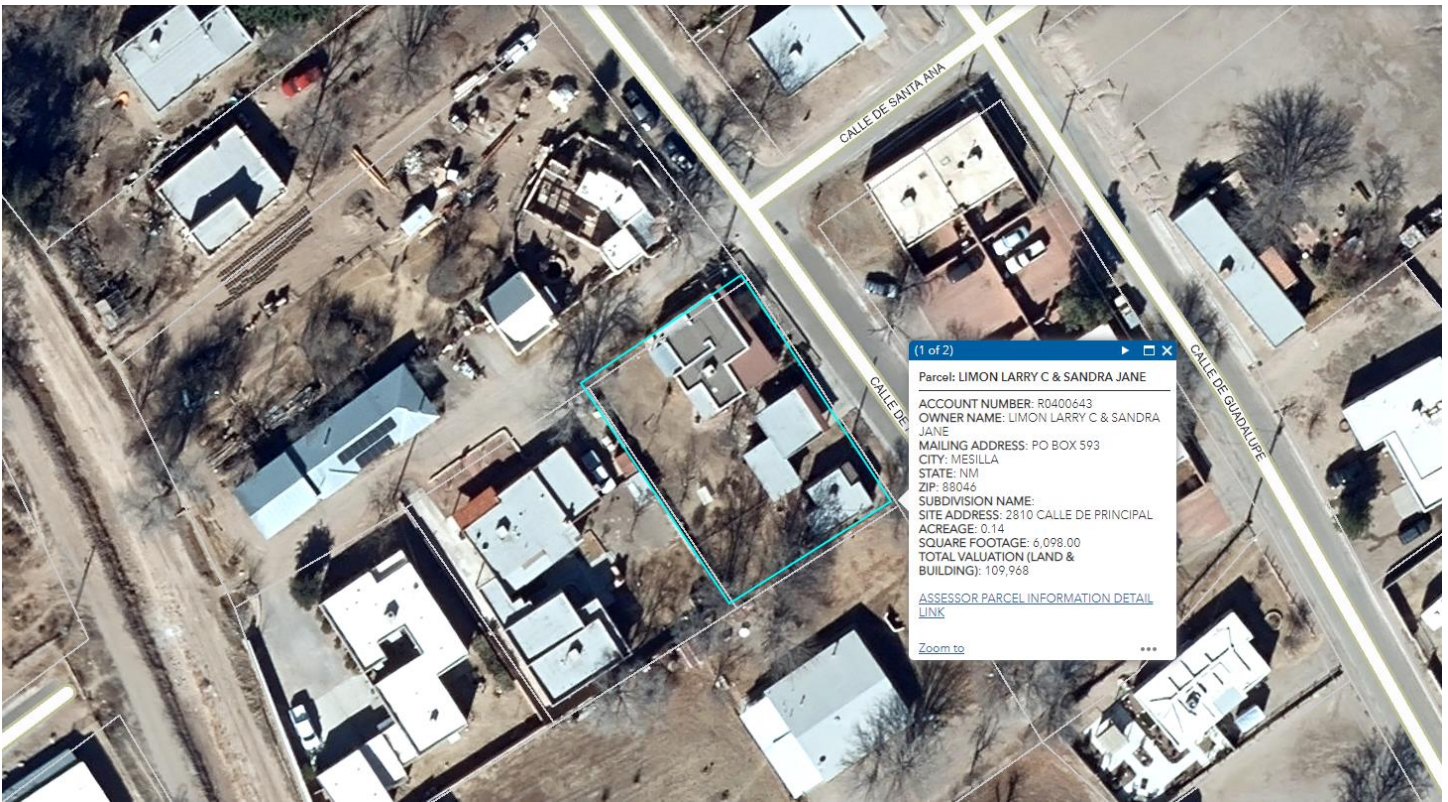 CALLE DE SANTA ANA
CALLE DE
CALLE DE GUADALUPE
(1 of 2)
Parcel: LIMON LARRY C & SANDRA JANE
ACCOUNT NUMBER: R0400643
OWNER NAME: LIMON LARRY C & SANDRA
JANE
MAILING ADDRESS: PO BOX 593
CITY: MESILLA
STATE: NM
ZIP: 88046
SUBDIVISION NAME:
SITE ADDRESS: 2810 CALLE DE PRINCIPAL
ACREAGE: 0.14
SQUARE FOOTAGE: 6,098.00
TOTAL VALUATION (LAND &
BUILDING): 109,968
ASSESSOR PARCEL INFORMATION DETAIL
LINK
Zoom to